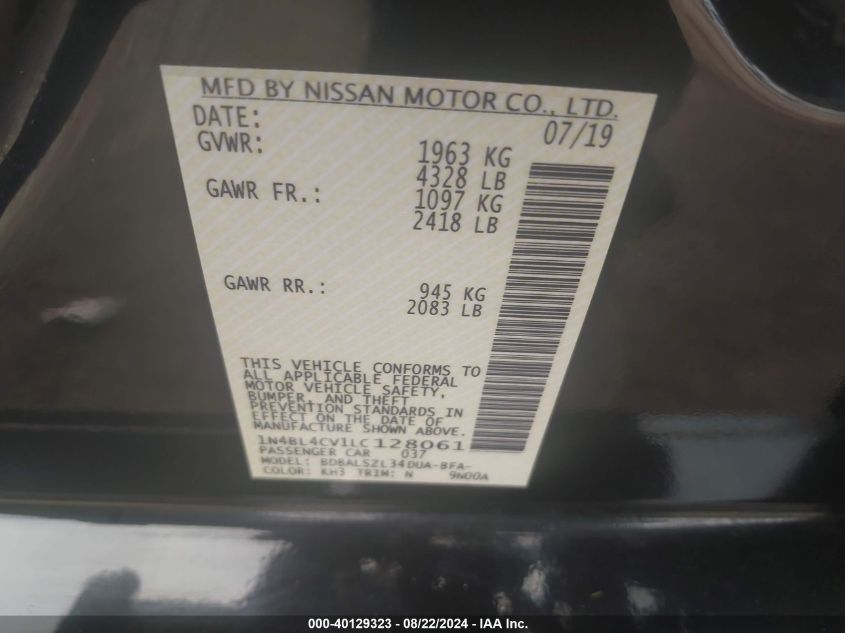 MFD BY NISSAN MOTOR CO., LTD.
DATE: 07/19
GVWR: 1963 KG
4328 LB
GAWR FR.: 1097 KG
2418 LB
GAWR RR.: 945 KG
2083 LB
THIS VEHICLE CONFORMS TO
ALL APPLICABLE FEDERAL
MOTOR VEHICLE SAFETY,
BUMPER, AND THEFT
PREVENTION STANDARDS IN
EFFECT ON THE DATE OF
MANUFACTURE SHOWN ABOVE.
1N4BL4CV1LC128061
PASSENGER CAR 037
MODEL: BDBALSZL34DUA-BFA-
COLOR: KH3 TRIM: N 9N00A
000-40129323 - 08/22/2024 - IAA Inc.